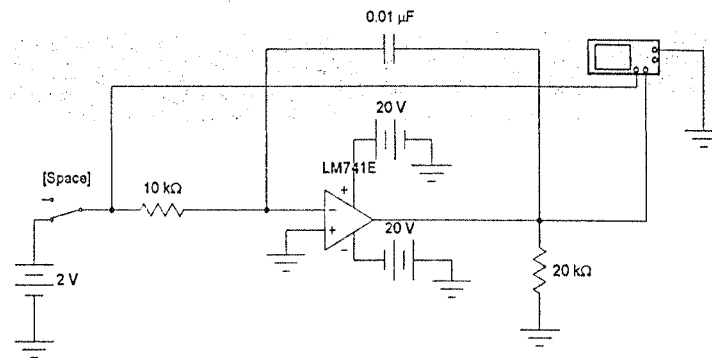 0.01 µF
20 V
LM741E
[Space]
10 kΩ
+
−
+
20 V
−
2 V
20 kΩ